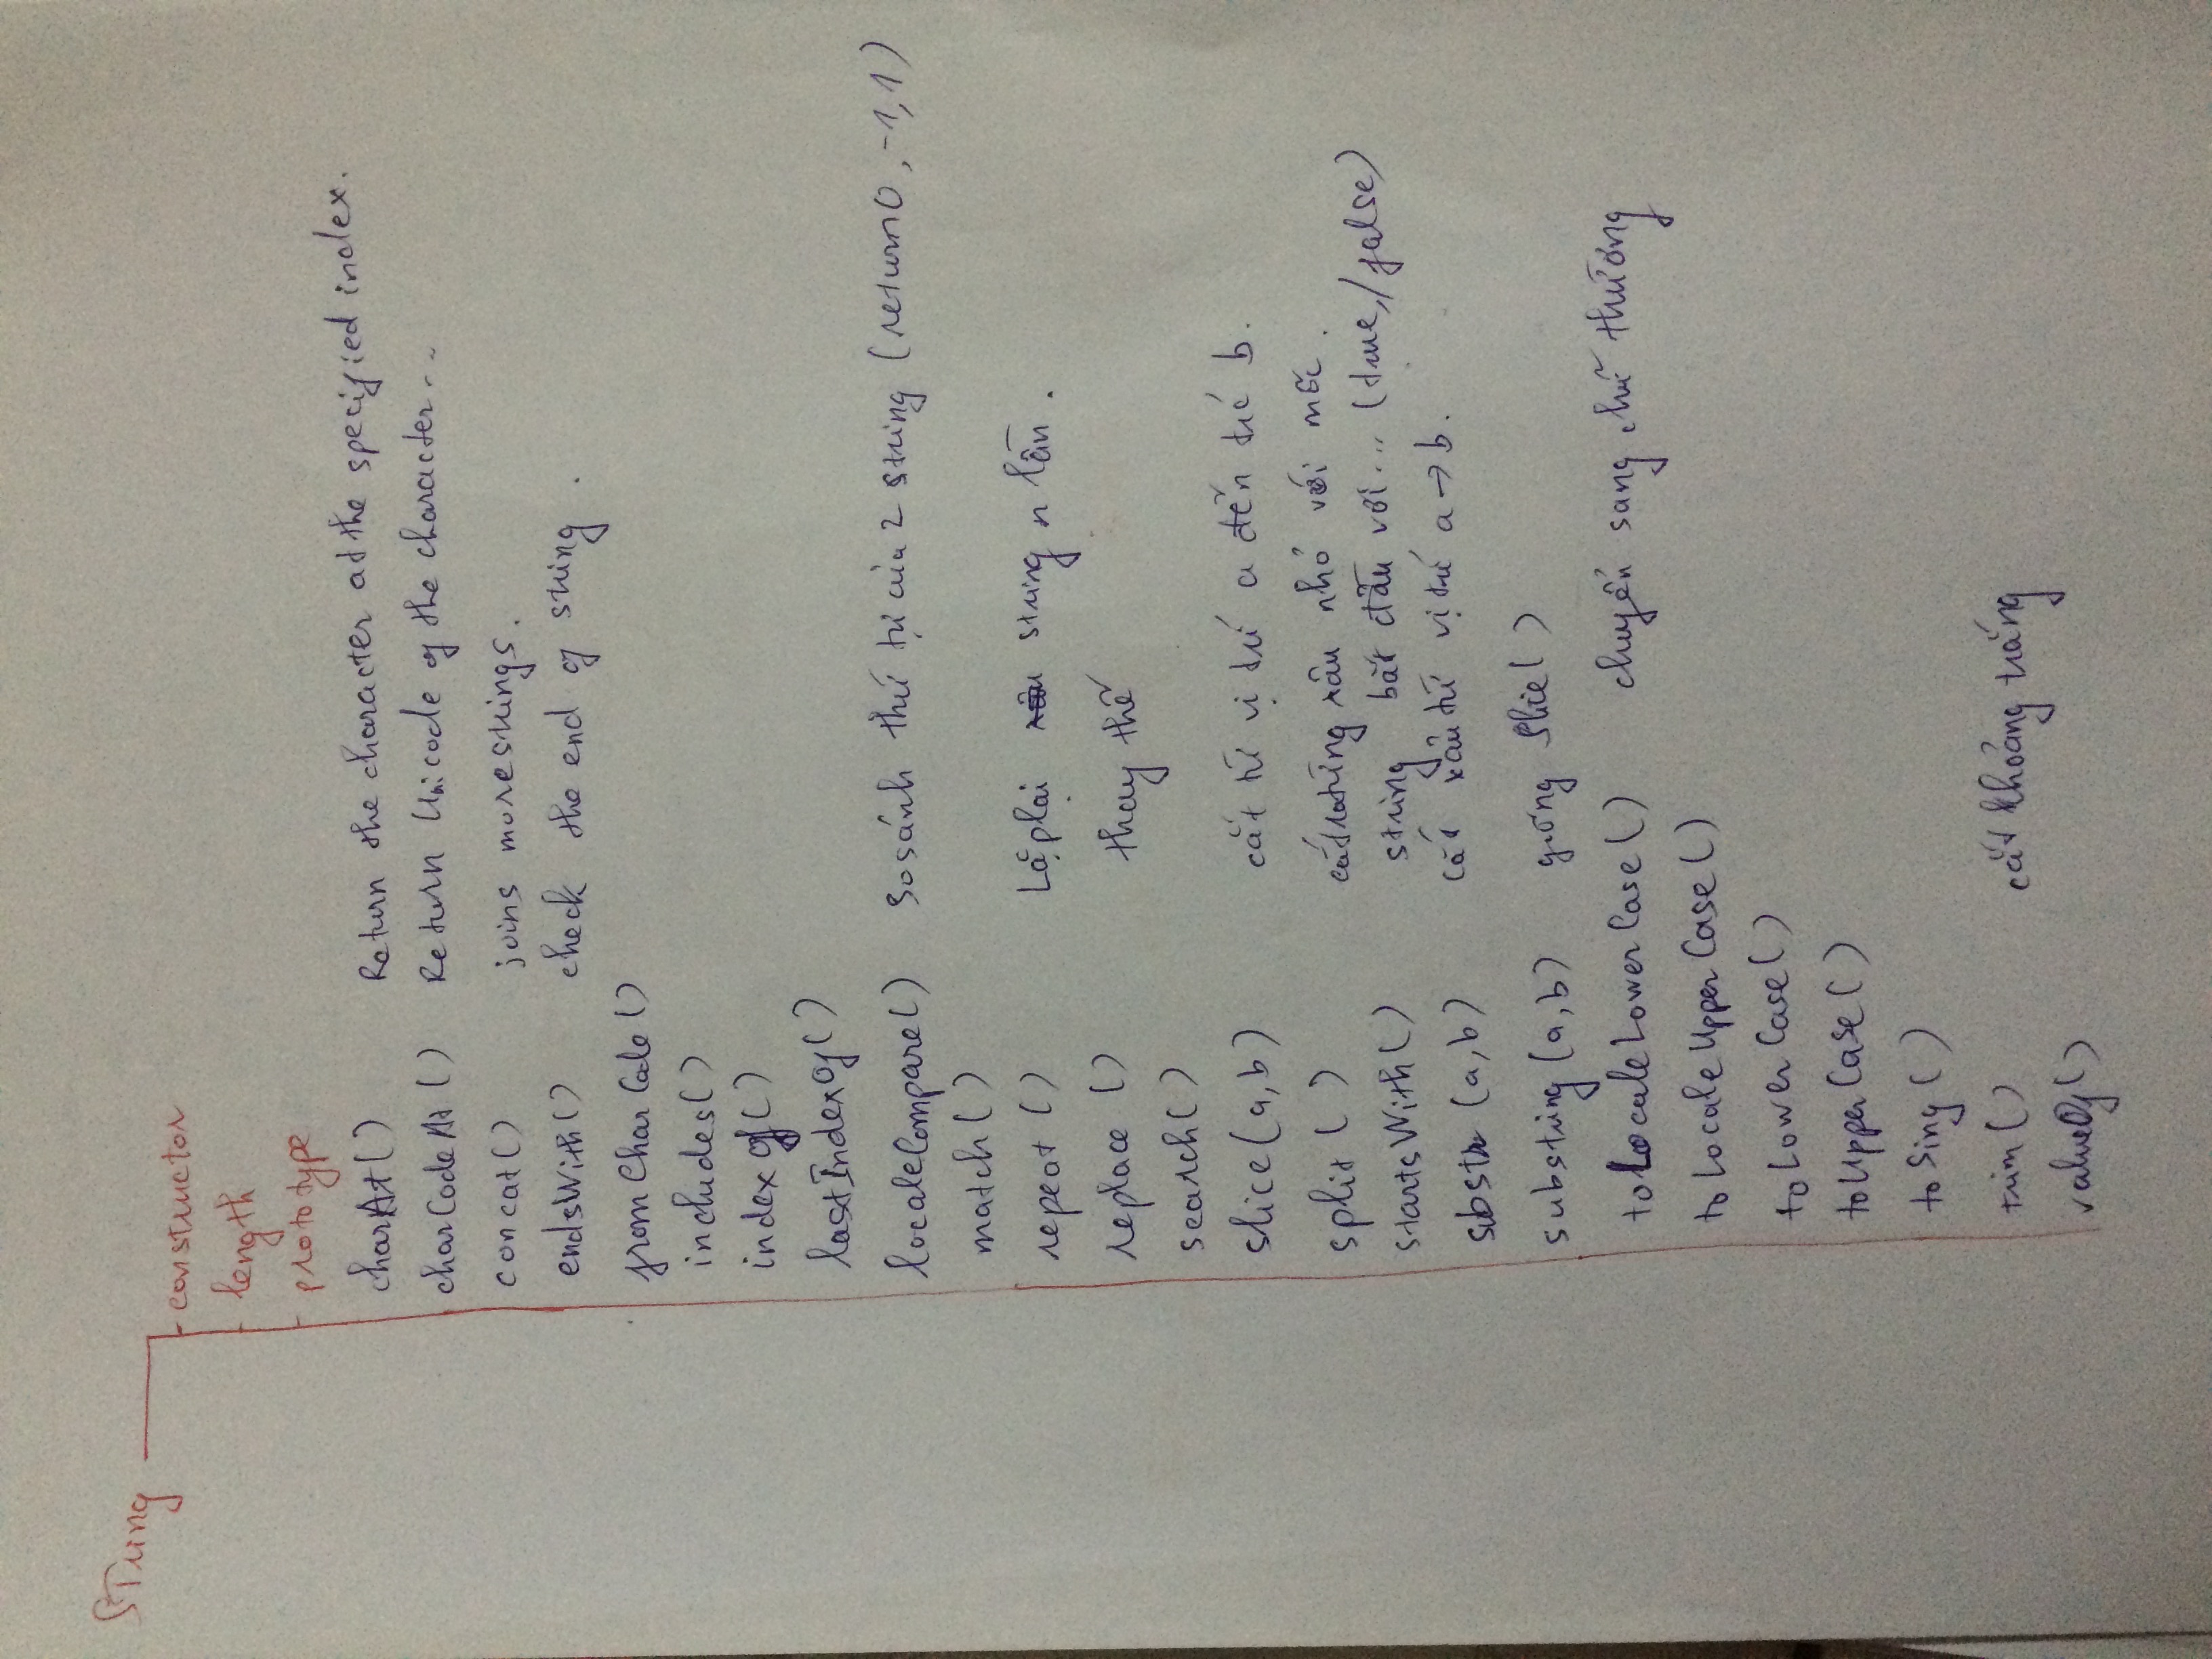 String
constructor
length
prototype
charAt() Return the character at the specified index.
charCodeAt() Return Unicode of the character...
concat() joins more strings.
endsWith() check the end of string.
fromCharCode()
includes()
indexOf()
lastIndexOf()
localeCompare() So sánh thứ tự của 2 string (return 0, -1, 1)
match()
repeat() Lặp lại string n lần.
replace() thay thế
search()
slice(a,b) cắt từ vị trí a đến trí b.
split() cắt ra từng xâu nhỏ với mốc.
startsWith() string bắt đầu với... (true/false)
substr(a,b) cắt xâu từ vị trí a → b.
substring(a,b) giống Slice()
toLocaleLowerCase() chuyển sang chữ thường
toLocaleUpperCase()
toLowerCase()
toUpperCase()
toSing()
trim() cắt khoảng trắng
valueOf()